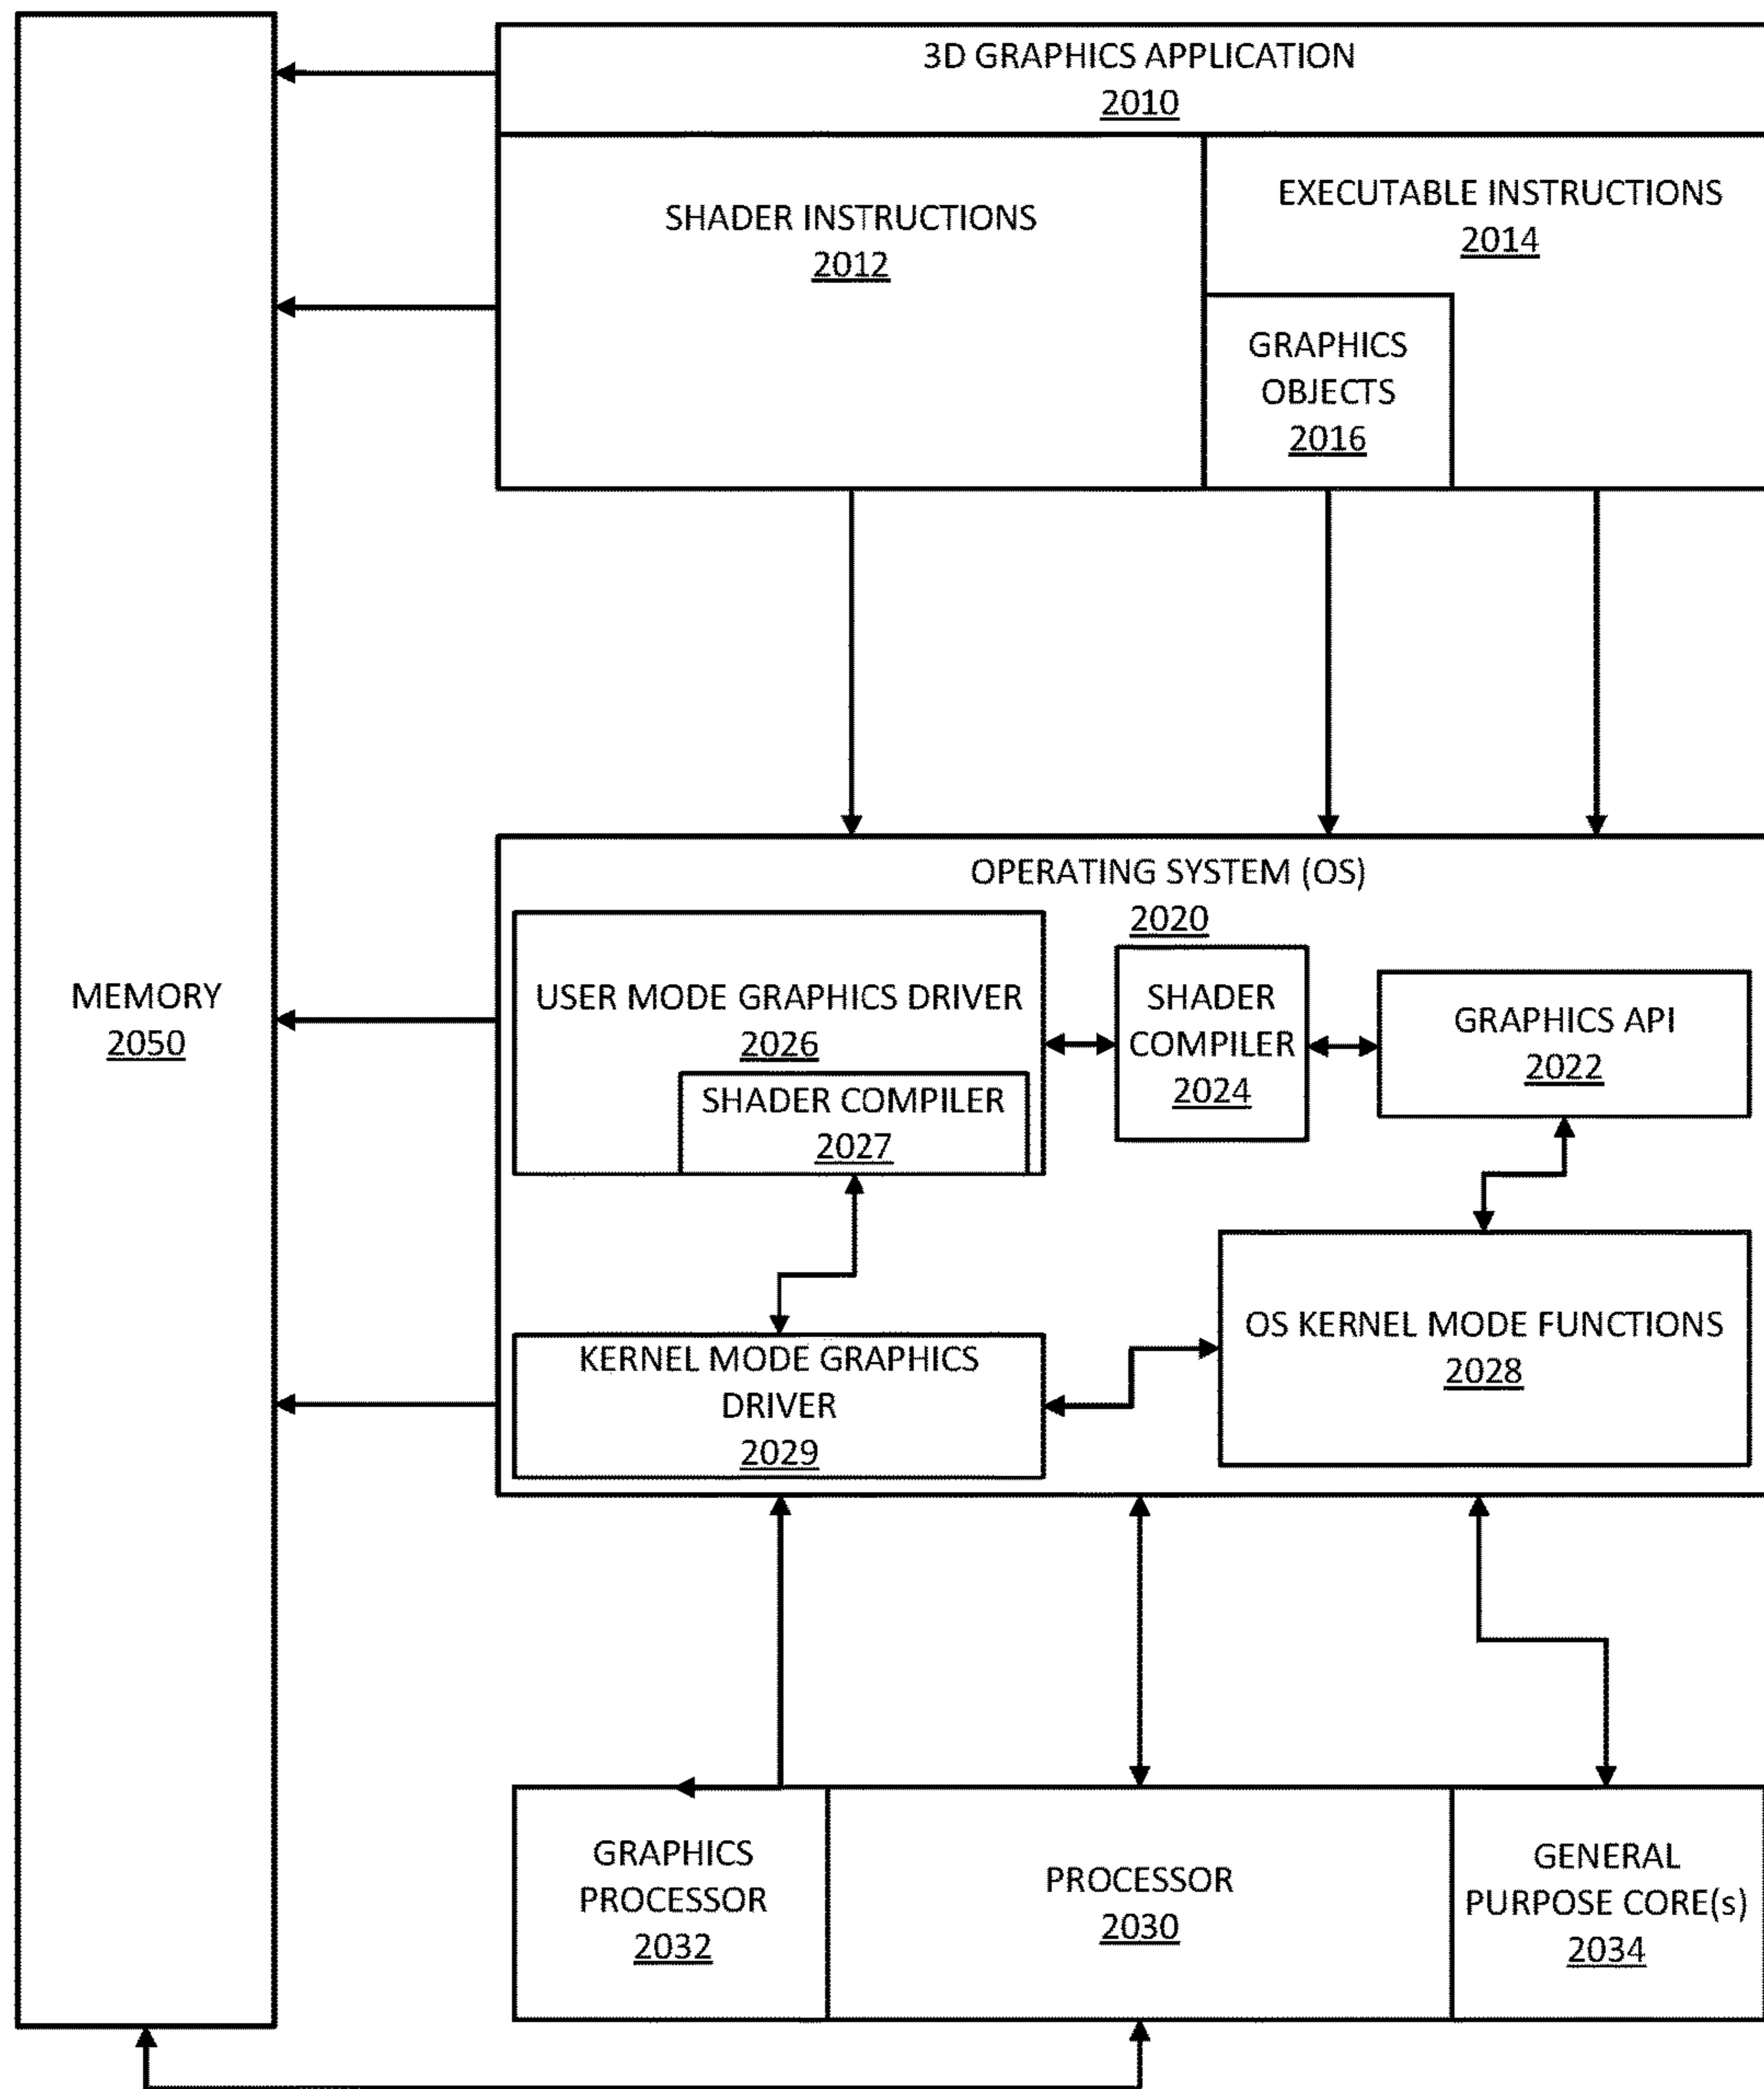 3D GRAPHICS APPLICATION
2010
SHADER INSTRUCTIONS
2012
EXECUTABLE INSTRUCTIONS
2014
GRAPHICS
OBJECTS
2016
OPERATING SYSTEM (OS)
2020
USER MODE GRAPHICS DRIVER
2026
SHADER COMPILER
2027
SHADER
COMPILER
2024
GRAPHICS API
2022
MEMORY
2050
OS KERNEL MODE FUNCTIONS
2028
KERNEL MODE GRAPHICS
DRIVER
2029
GRAPHICS
PROCESSOR
2032
PROCESSOR
2030
GENERAL
PURPOSE CORE(s)
2034